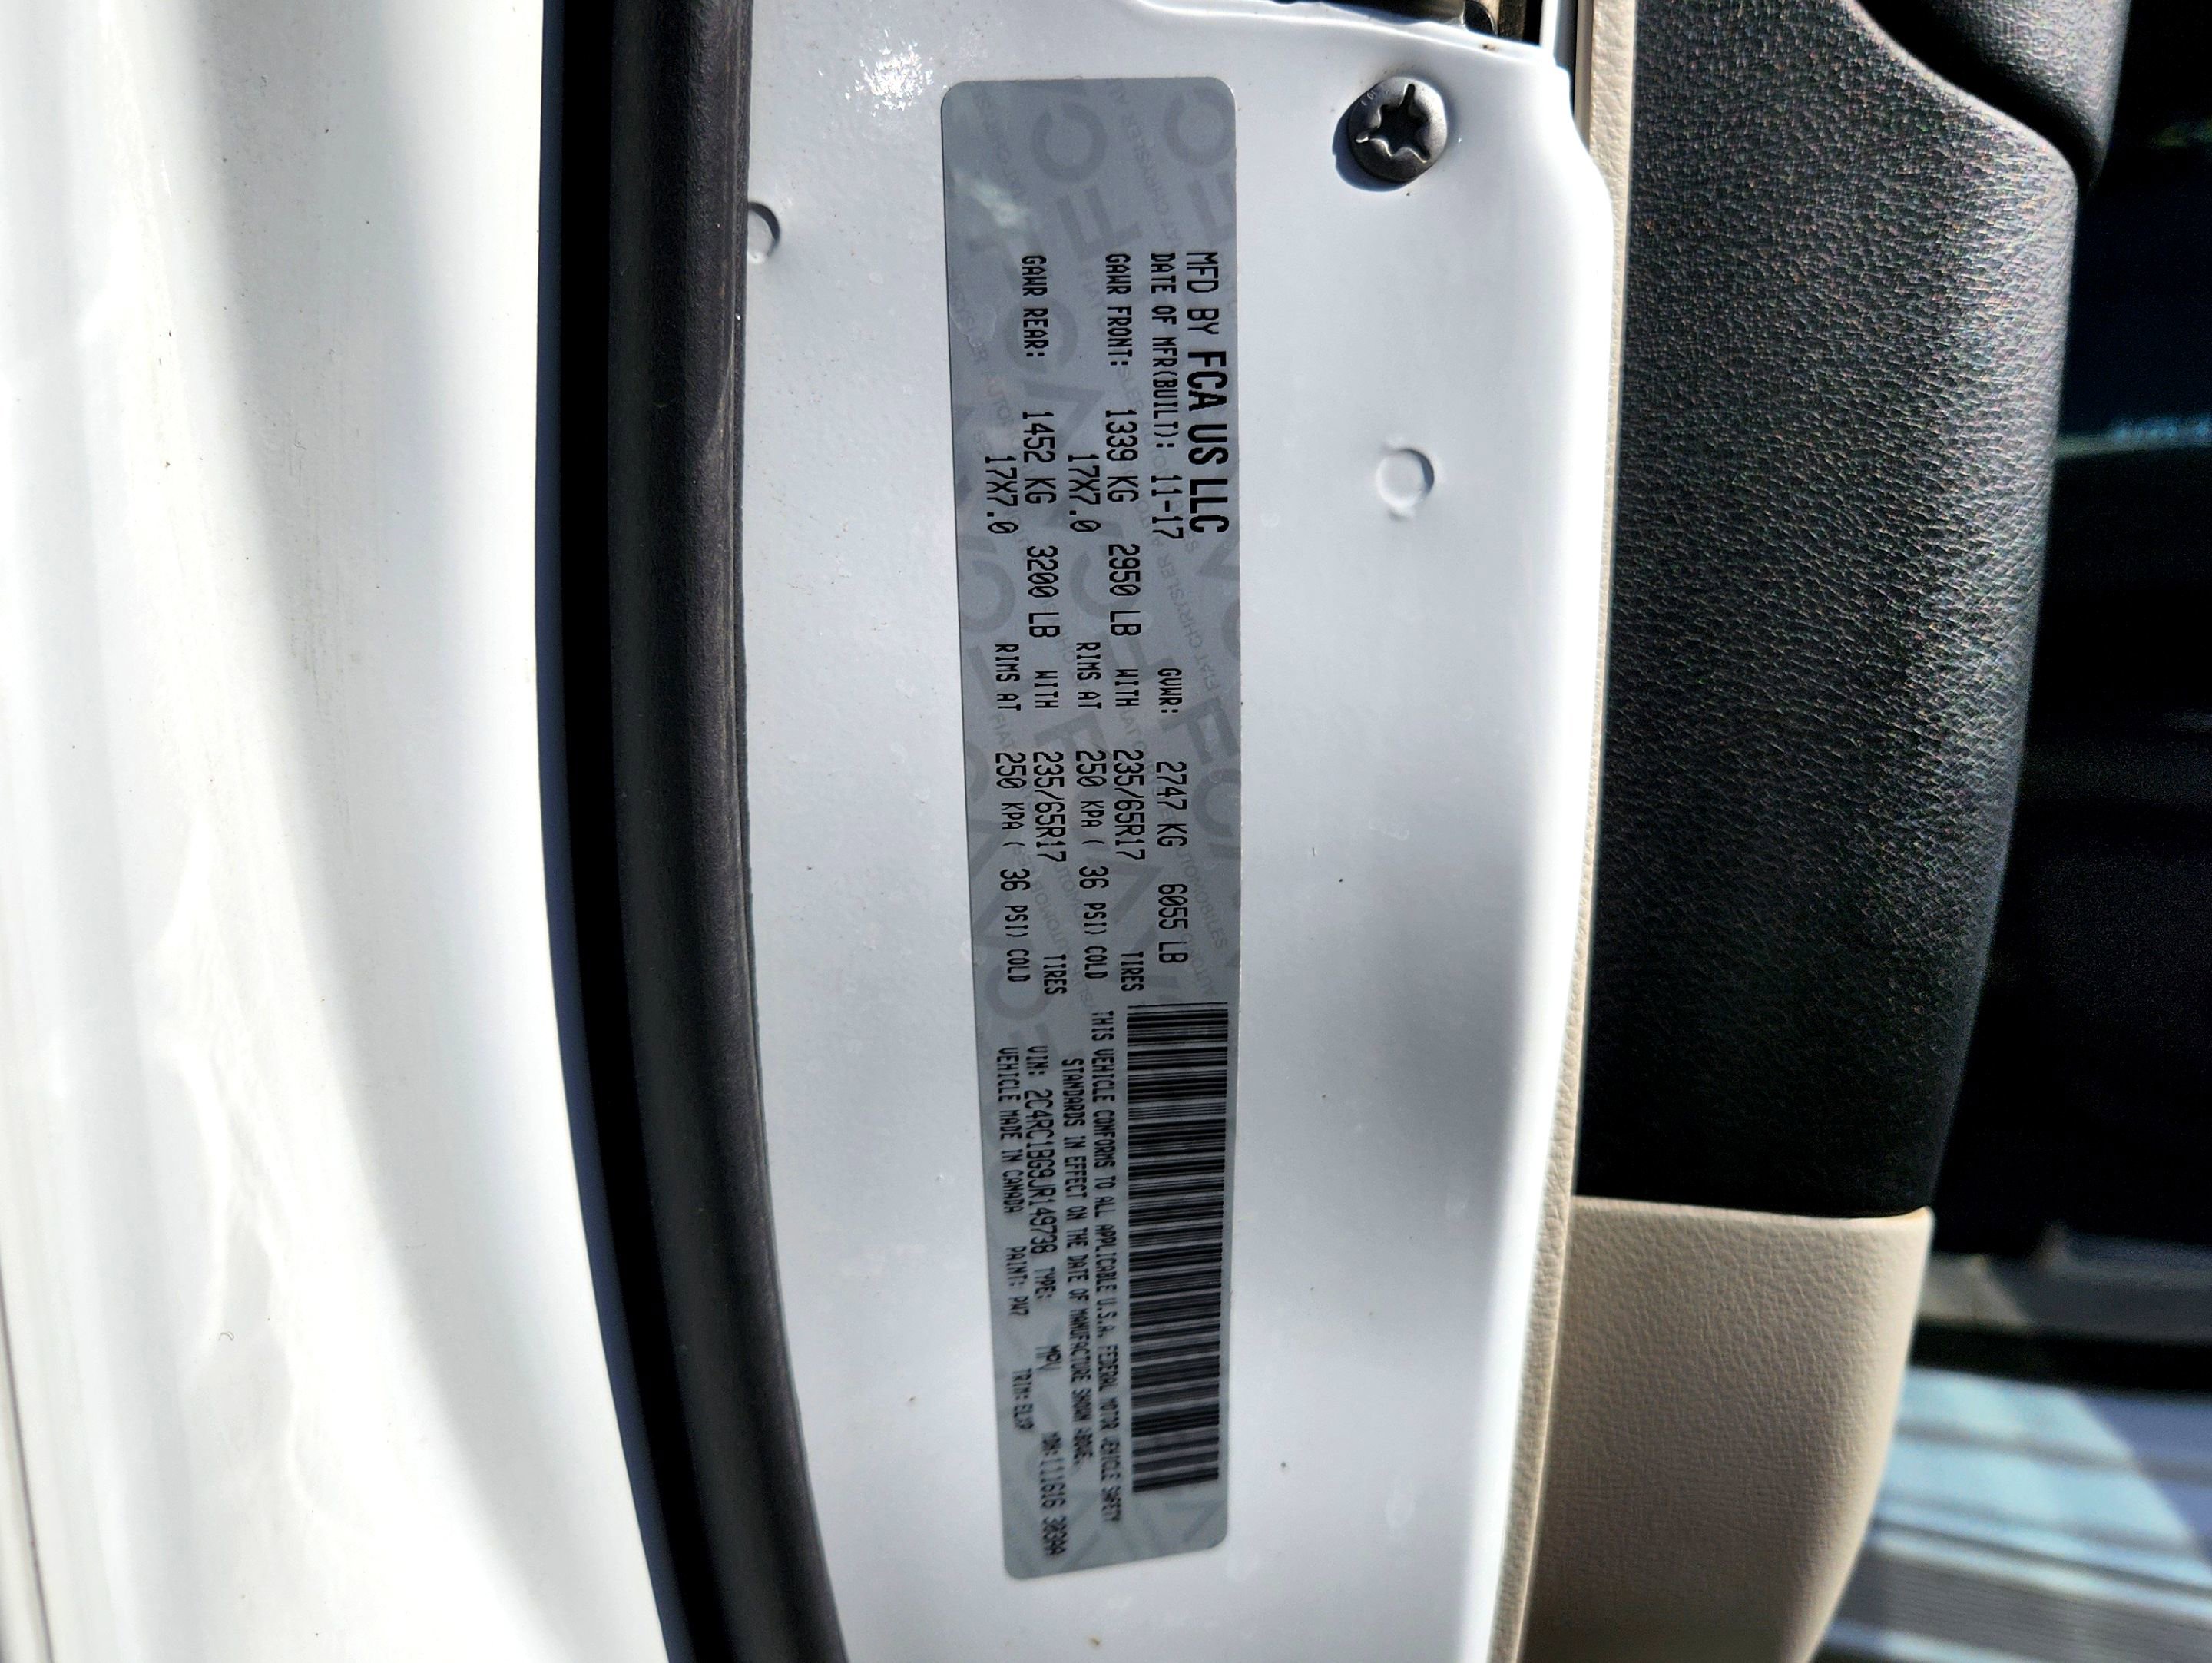 MFD BY FCA US LLC
DATE OF MFR(BUILT): 11-17 GVWR: 2747 KG 6055 LB
GAWR FRONT: 1339 KG 2950 LB WITH 235/65R17 TIRES
17X7.0 RIMS AT 250 KPA ( 36 PSI) COLD
GAWR REAR: 1452 KG 3200 LB WITH 235/65R17 TIRES
17X7.0 RIMS AT 250 KPA ( 36 PSI) COLD
THIS VEHICLE CONFORMS TO ALL APPLICABLE U.S.A. FEDERAL MOTOR VEHICLE SAFETY
STANDARDS IN EFFECT ON THE DATE OF MANUFACTURE SHOWN ABOVE.
VIN: 2C4RC1BG9JR149738 TYPE: MPV 111616 303AA
VEHICLE MADE IN CANADA PAINT: PW7 TRIM: